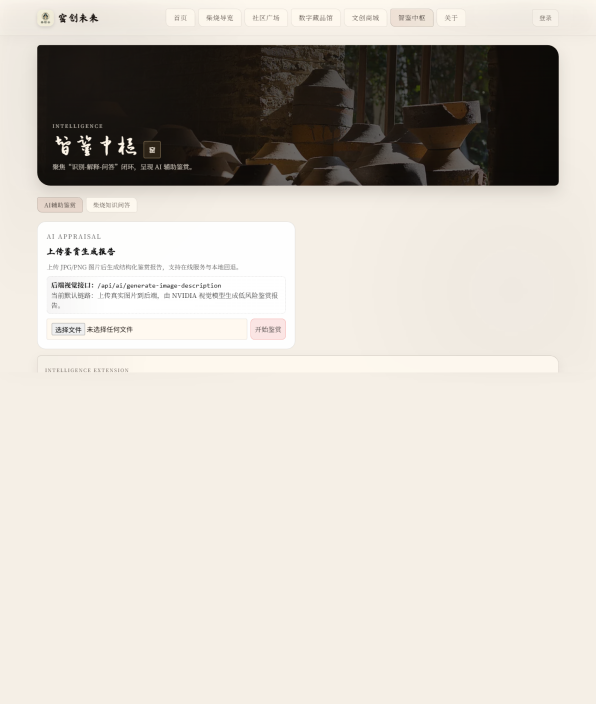 窑创未来
首页 柴烧导览 社区广场 数字藏品馆 文创商城 智鉴中枢 关于 登录
INTELLIGENCE
智鉴中枢
聚焦“识别-解释-问答”闭环，呈现 AI 辅助鉴赏。
AI辅助鉴赏 柴烧知识问答
AI APPRAISAL
上传鉴赏生成报告
上传 JPG/PNG 图片后生成结构化鉴赏报告，支持在线服务与本地回退。
后端视觉接口：/api/ai/generate-image-description
当前默认链路：上传真实图片到后端，由 NVIDIA 视觉模型生成低风险鉴赏报
告。
选择文件 未选择任何文件 开始鉴赏
INTELLIGENCE EXTENSION